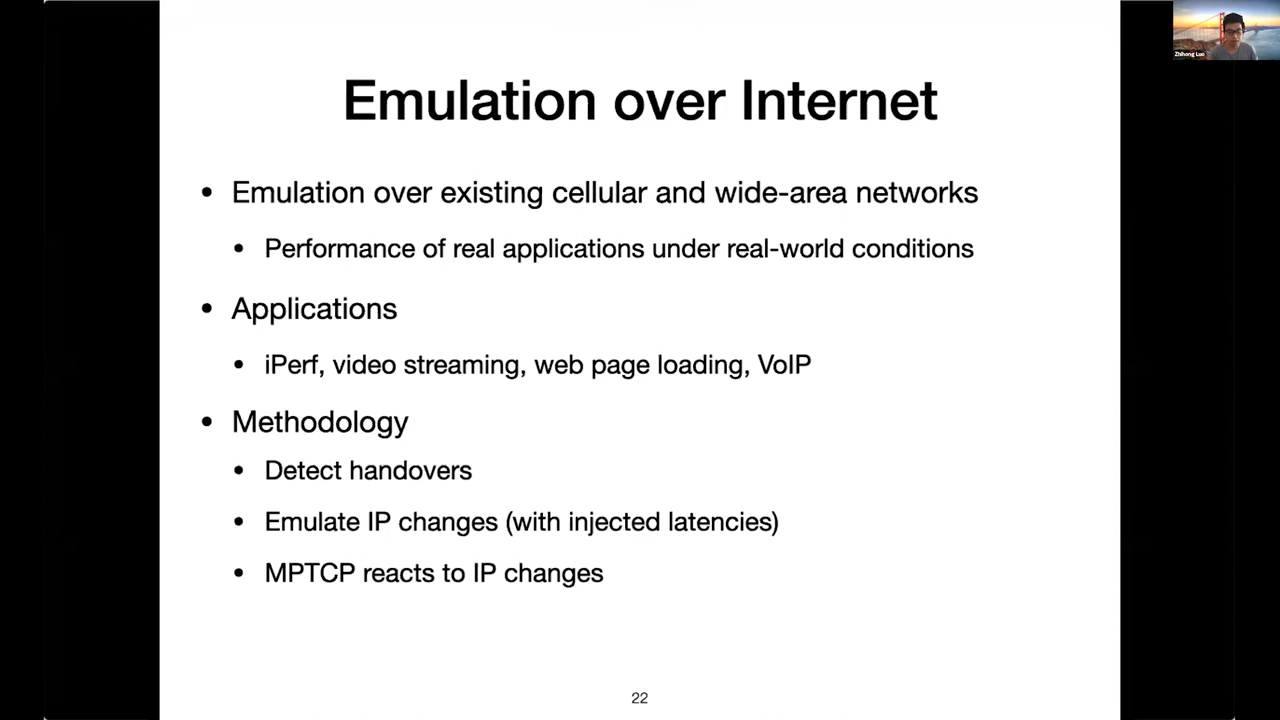 Zhihong Luo
Emulation over Internet
• Emulation over existing cellular and wide-area networks
• Performance of real applications under real-world conditions
• Applications
• iPerf, video streaming, web page loading, VoIP
• Methodology
• Detect handovers
• Emulate IP changes (with injected latencies)
• MPTCP reacts to IP changes
22